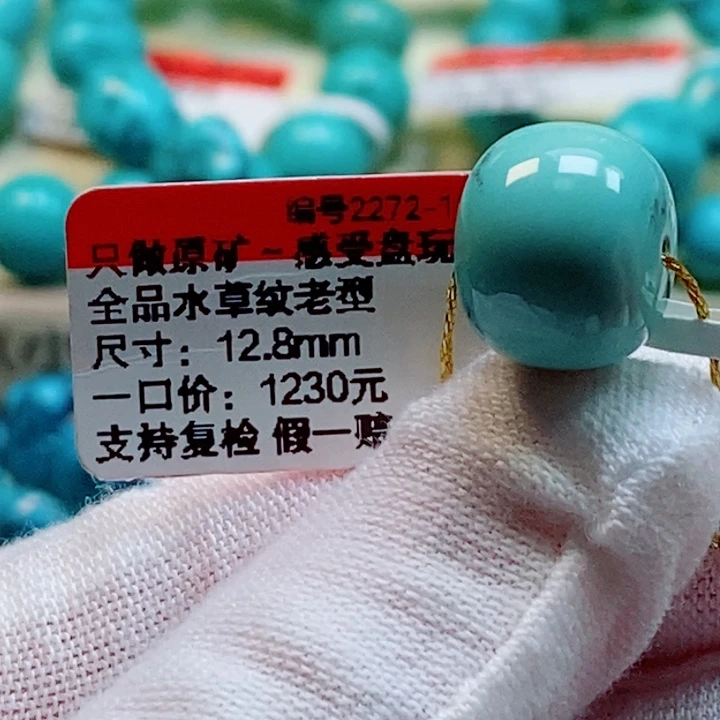 编号2272-1
只做原矿~感受盘玩
全品水草纹老型
尺寸：12.8mm
一口价：1230元
支持复检 假一赔